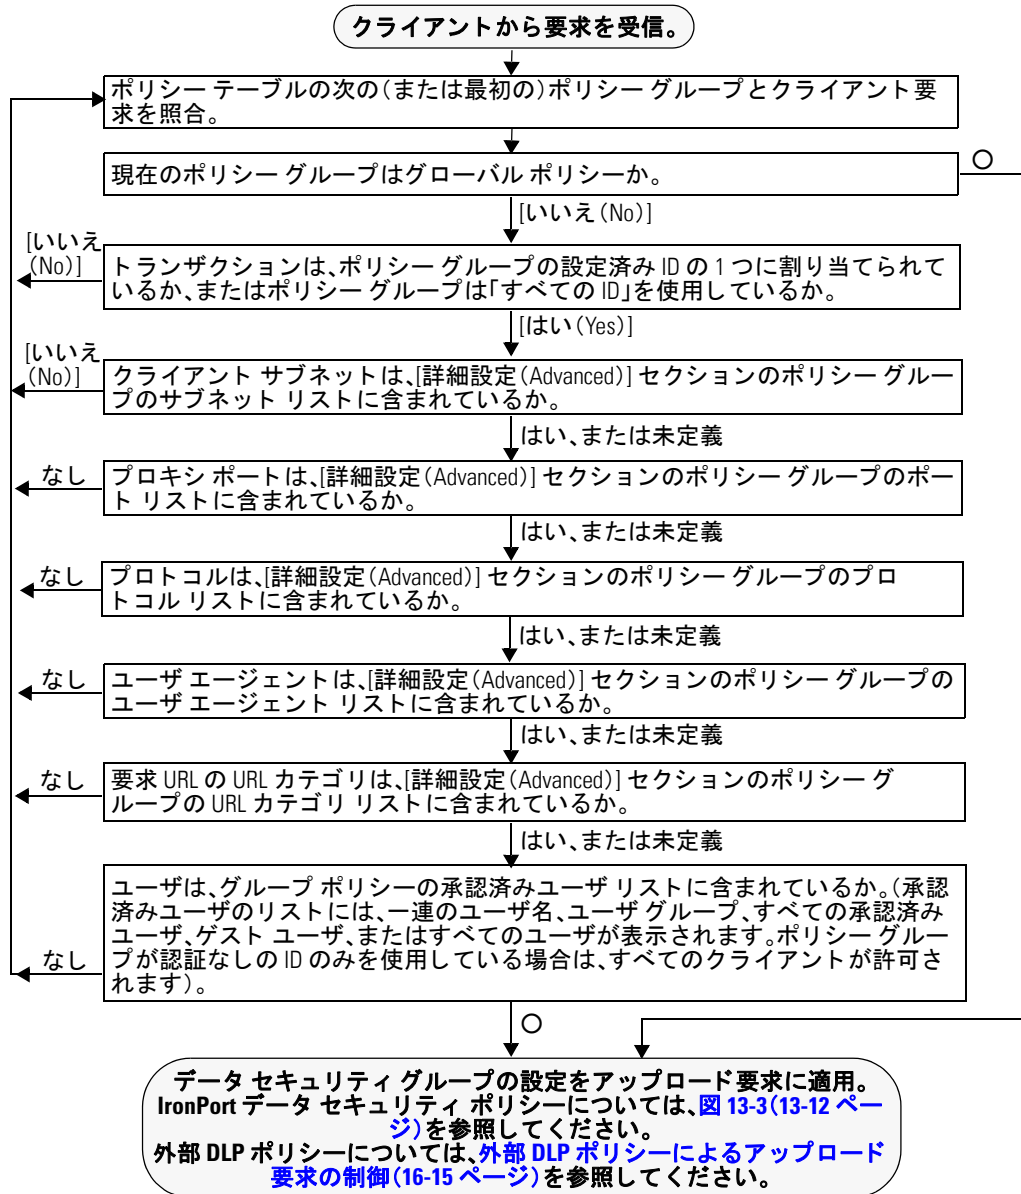 クライアントから要求を受信。
ポリシー テーブルの次の（または最初の）ポリシー グループとクライアント要
求を照合。
〇
現在のポリシー グループはグローバル ポリシーか。
[いいえ（No）]
[いいえ
（No）]
トランザクションは、ポリシー グループの設定済み ID の 1 つに割り当てられて
いるか、またはポリシー グループは「すべての ID」を使用しているか。
[はい（Yes）]
[いいえ
（No）]
クライアント サブネットは、[詳細設定（Advanced）] セクションのポリシー グルー
プのサブネット リストに含まれているか。
はい、または未定義
なし
プロキシ ポートは、[詳細設定（Advanced）] セクションのポリシー グループのポー
ト リストに含まれているか。
はい、または未定義
なし
プロトコルは、[詳細設定（Advanced）] セクションのポリシー グループのプロ
トコル リストに含まれているか。
はい、または未定義
なし
ユーザ エージェントは、[詳細設定（Advanced）] セクションのポリシー グループの
ユーザ エージェント リストに含まれているか。
はい、または未定義
なし
要求 URL の URL カテゴリは、[詳細設定（Advanced）] セクションのポリシー グ
ループの URL カテゴリ リストに含まれているか。
はい、または未定義
ユーザは、グループ ポリシーの承認済みユーザ リストに含まれているか。（承認
済みユーザのリストには、一連のユーザ名、ユーザ グループ、すべての承認済み
ユーザ、ゲスト ユーザ、またはすべてのユーザが表示されます。ポリシー グルー
なし
プが認証なしの ID のみを使用している場合は、すべてのクライアントが許可さ
れます）。
〇
データ セキュリティ グループの設定をアップロード要求に適用。
IronPort データ セキュリティ ポリシーについては、図 13-3（13-12 ペー
ジ）を参照してください。
外部 DLP ポリシーについては、外部 DLP ポリシーによるアップロード
要求の制御（16-15 ページ）を参照してください。